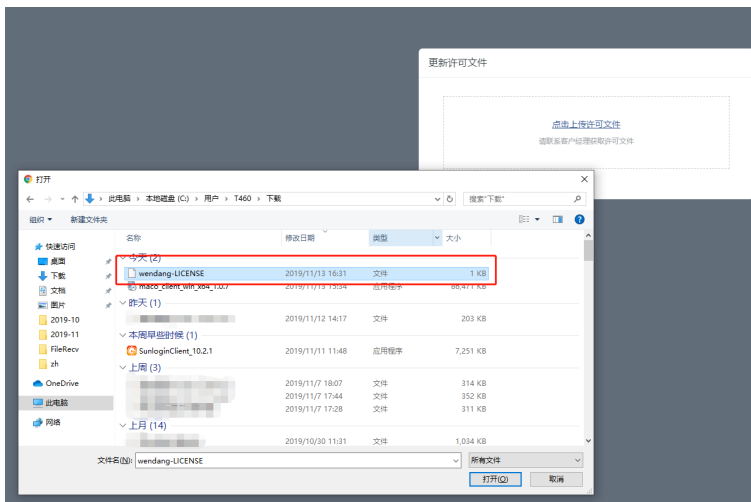 更新许可文件
点击上传许可文件
请联系客户经理获取许可文件
打开
此电脑 › 本地磁盘 (C:) › 用户 › T460 › 下载
搜索"下载"
组织 新建文件夹
名称 修改日期 类型 大小
快速访问
桌面
下载
文档
图片
2019-10
2019-11
FileRecv
zh
OneDrive
此电脑
网络
今天 (2)
wendang-LICENSE 2019/11/13 16:31 文件 1 KB
maco_client_win_x64_1.0.7 2019/11/13 15:34 应用程序 86,471 KB
昨天 (1)
2019/11/12 14:17 文件 203 KB
本周早些时候 (1)
SunloginClient_10.2.1 2019/11/11 11:48 应用程序 7,251 KB
上周 (3)
2019/11/7 18:07 文件 314 KB
2019/11/7 17:44 文件 352 KB
2019/11/7 17:28 文件 311 KB
上月 (14)
2019/10/30 11:31 文件 1,034 KB
文件名(N): wendang-LICENSE 所有文件
打开(O) 取消